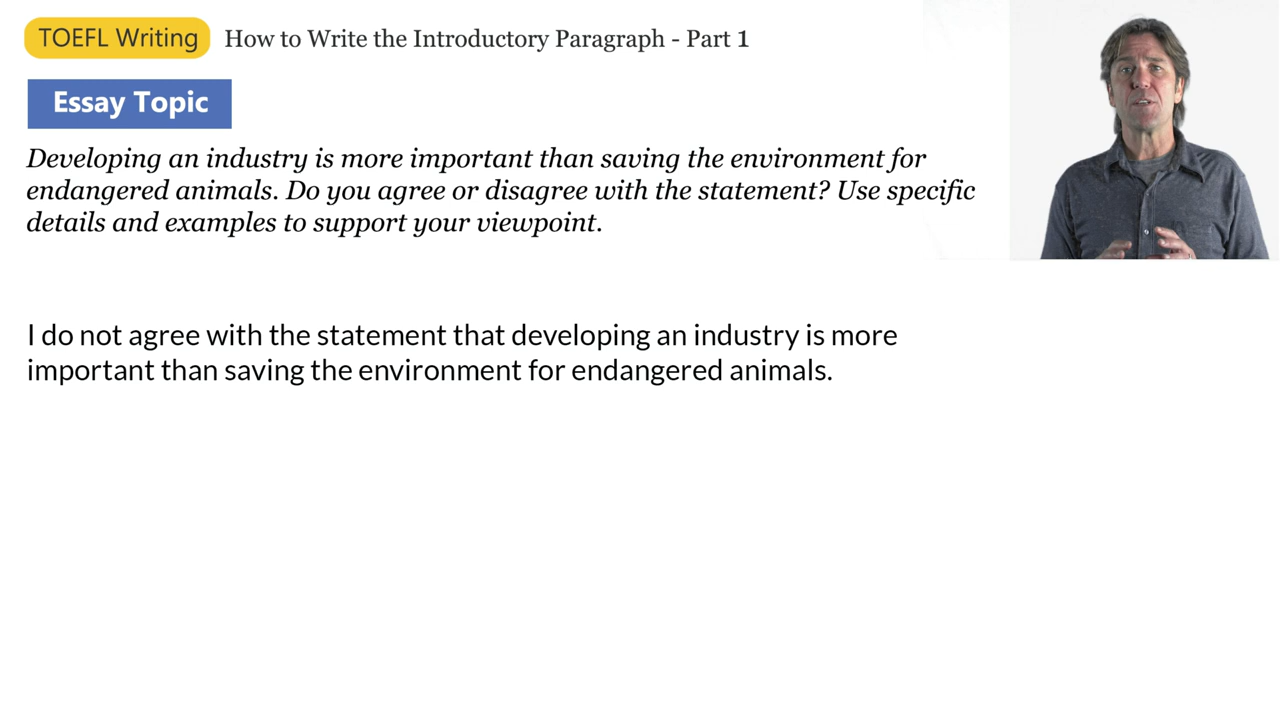 TOEFL Writing How to Write the Introductory Paragraph - Part 1
Essay Topic
Developing an industry is more important than saving the environment for
endangered animals. Do you agree or disagree with the statement? Use specific
details and examples to support your viewpoint.
I do not agree with the statement that developing an industry is more
important than saving the environment for endangered animals.